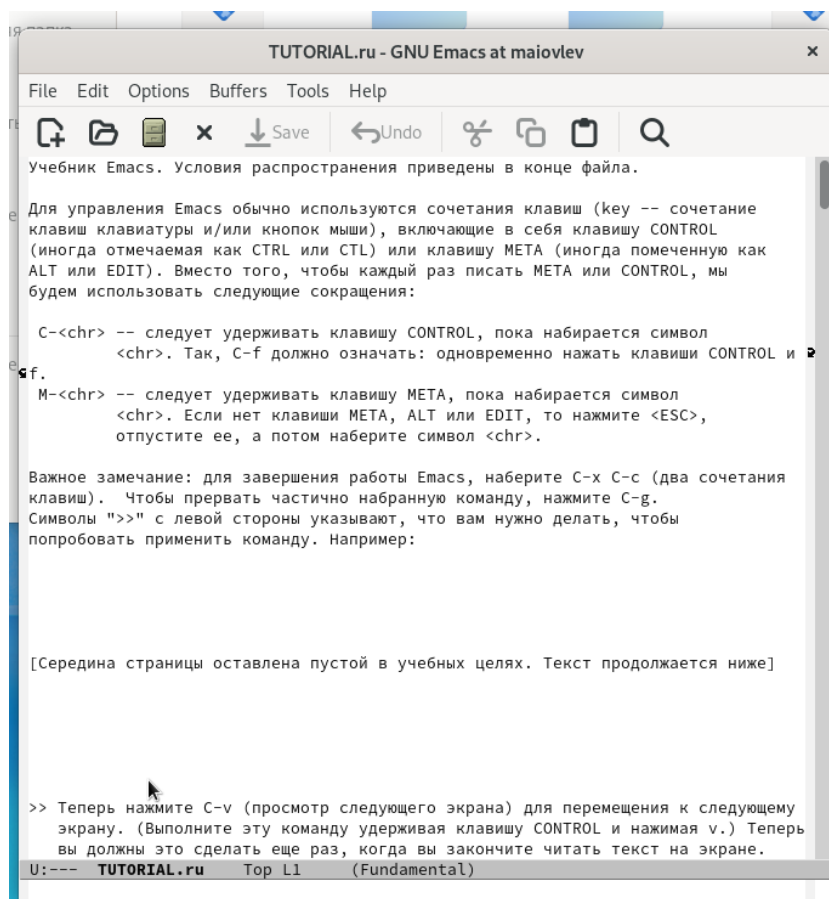 TUTORIAL.ru - GNU Emacs at maiovlev
File Edit Options Buffers Tools Help
Save Undo
Учебник Emacs. Условия распространения приведены в конце файла.
Для управления Emacs обычно используются сочетания клавиш (key -- сочетание
клавиш клавиатуры и/или кнопок мыши), включающие в себя клавишу CONTROL
(иногда отмечаемая как CTRL или CTL) или клавишу META (иногда помеченную как
ALT или EDIT). Вместо того, чтобы каждый раз писать META или CONTROL, мы
будем использовать следующие сокращения:
C-<chr> -- следует удерживать клавишу CONTROL, пока набирается символ
<chr>. Так, C-f должно означать: одновременно нажать клавиши CONTROL и
f.
M-<chr> -- следует удерживать клавишу META, пока набирается символ
<chr>. Если нет клавиши META, ALT или EDIT, то нажмите <ESC>,
отпустите ее, а потом наберите символ <chr>.
Важное замечание: для завершения работы Emacs, наберите C-x C-c (два сочетания
клавиш).  Чтобы прервать частично набранную команду, нажмите C-g.
Символы ">>" с левой стороны указывают, что вам нужно делать, чтобы
попробовать применить команду. Например:
[Середина страницы оставлена пустой в учебных целях. Текст продолжается ниже]
>> Теперь нажмите C-v (просмотр следующего экрана) для перемещения к следующему
экрану. (Выполните эту команду удерживая клавишу CONTROL и нажимая v.) Теперь
вы должны это сделать еще раз, когда вы закончите читать текст на экране.
U:--- TUTORIAL.ru Top L1 (Fundamental)